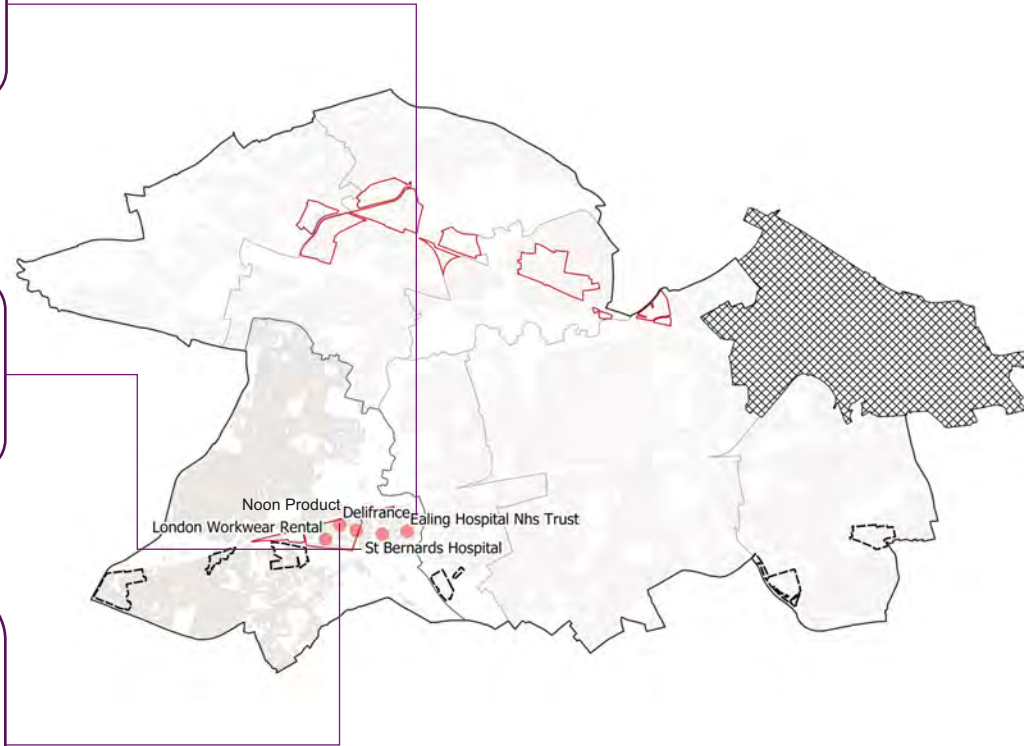 Noon Product
Delifrance
Ealing Hospital Nhs Trust
London Workwear Rental
St Bernards Hospital